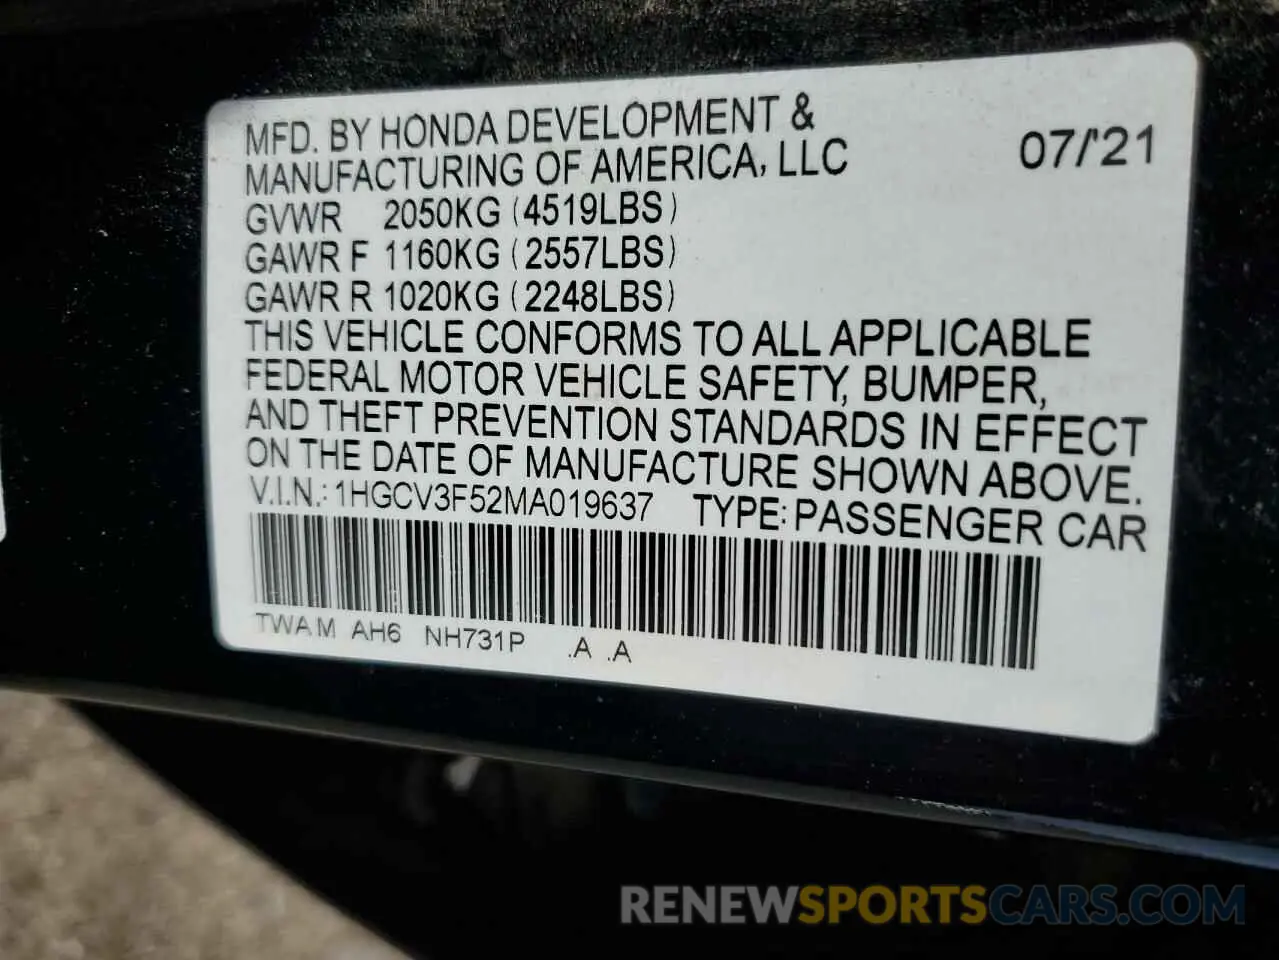 MFD. BY HONDA DEVELOPMENT &
MANUFACTURING OF AMERICA, LLC 07/'21
GVWR 2050KG (4519LBS)
GAWR F 1160KG (2557LBS)
GAWR R 1020KG (2248LBS)
THIS VEHICLE CONFORMS TO ALL APPLICABLE
FEDERAL MOTOR VEHICLE SAFETY, BUMPER,
AND THEFT PREVENTION STANDARDS IN EFFECT
ON THE DATE OF MANUFACTURE SHOWN ABOVE.
V.I.N.: 1HGCV3F52MA019637 TYPE: PASSENGER CAR
TWAM AH6 NH731P .A .A
RENEWSPORTSCARS.COM